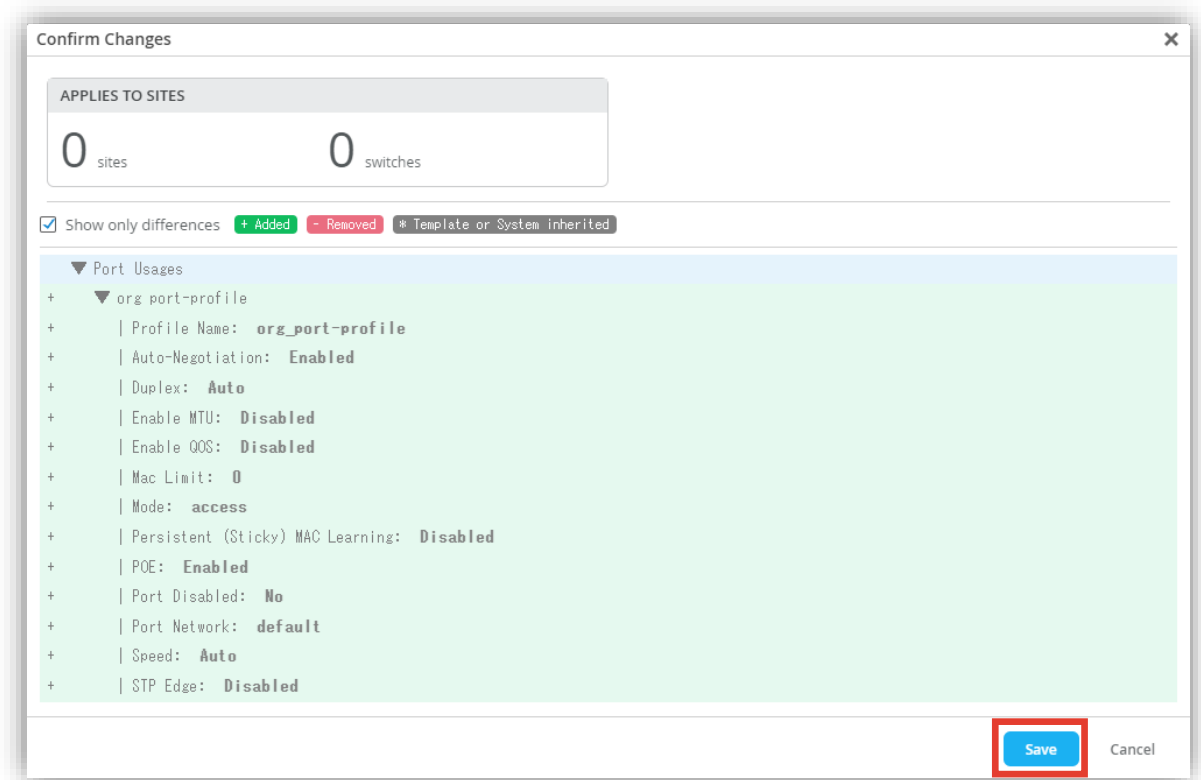 Confirm Changes ×
APPLIES TO SITES
0 sites 0 switches
Show only differences + Added - Removed * Template or System inherited
▼ Port Usages
+ ▼ org port-profile
+ | Profile Name: org_port-profile
+ | Auto-Negotiation: Enabled
+ | Duplex: Auto
+ | Enable MTU: Disabled
+ | Enable QOS: Disabled
+ | Mac Limit: 0
+ | Mode: access
+ | Persistent (Sticky) MAC Learning: Disabled
+ | POE: Enabled
+ | Port Disabled: No
+ | Port Network: default
+ | Speed: Auto
+ | STP Edge: Disabled
Save Cancel